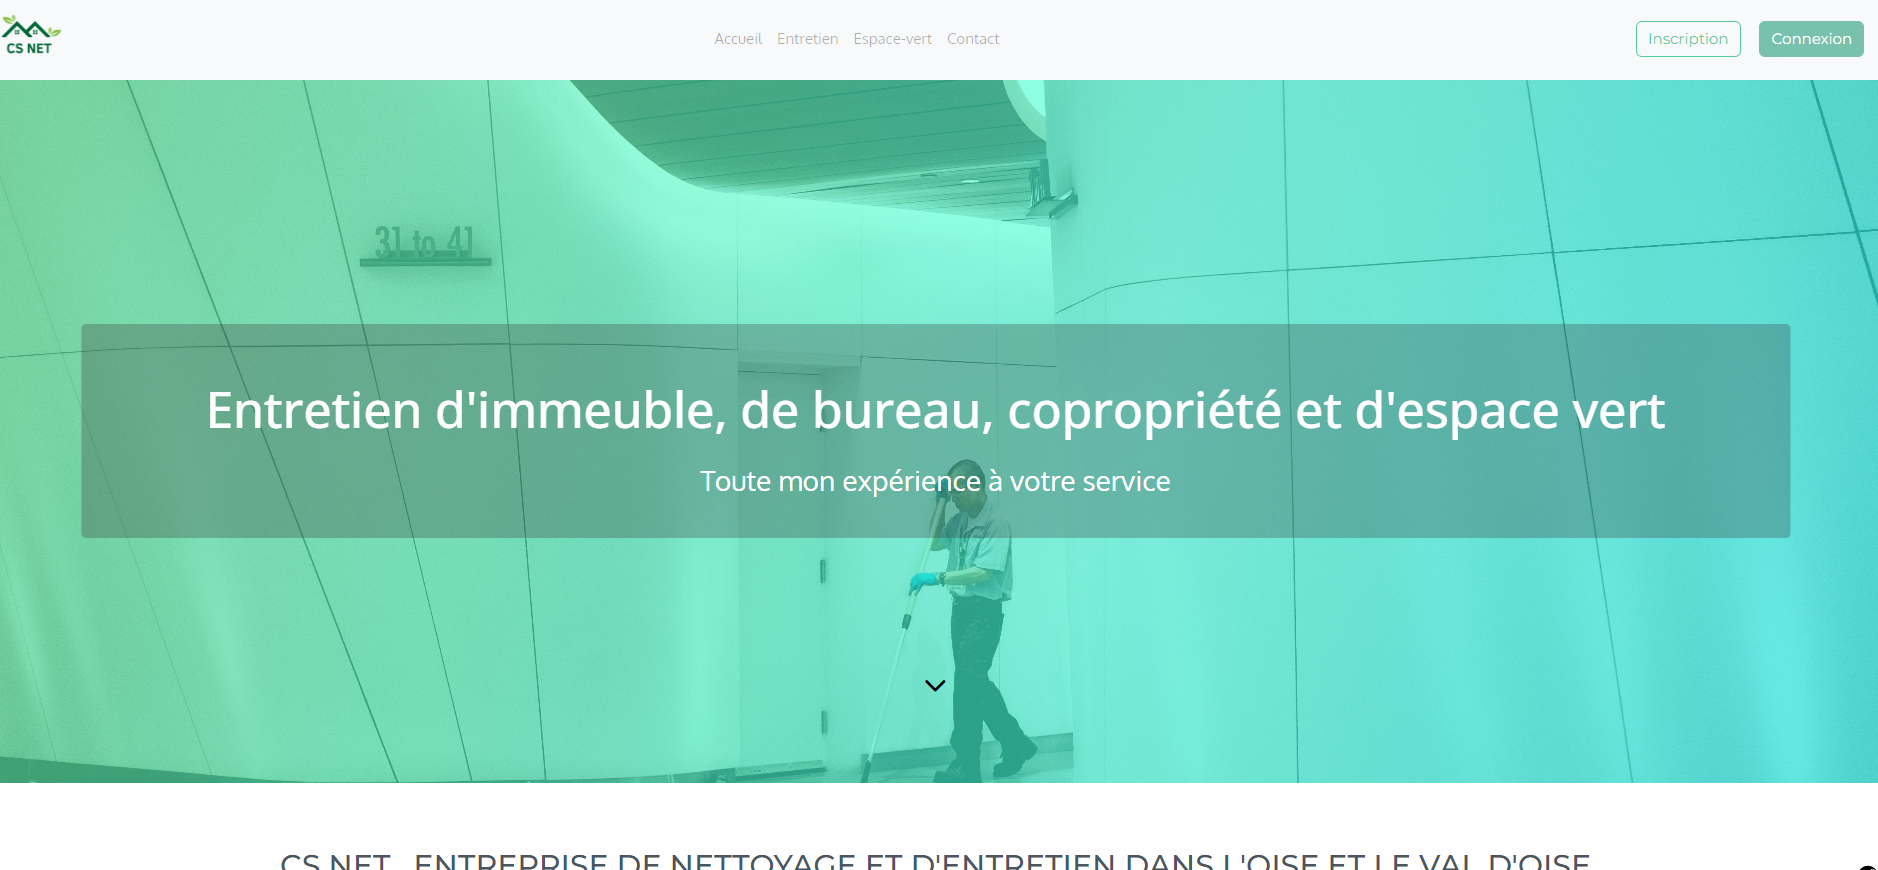 CS NET
Accueil Entretien Espace-vert Contact
Inscription Connexion
31 to 41
Entretien d'immeuble, de bureau, copropriété et d'espace vert
Toute mon expérience à votre service
CS NET , ENTREPRISE DE NETTOYAGE ET D'ENTRETIEN DANS L'OISE ET LE VAL D'OISE